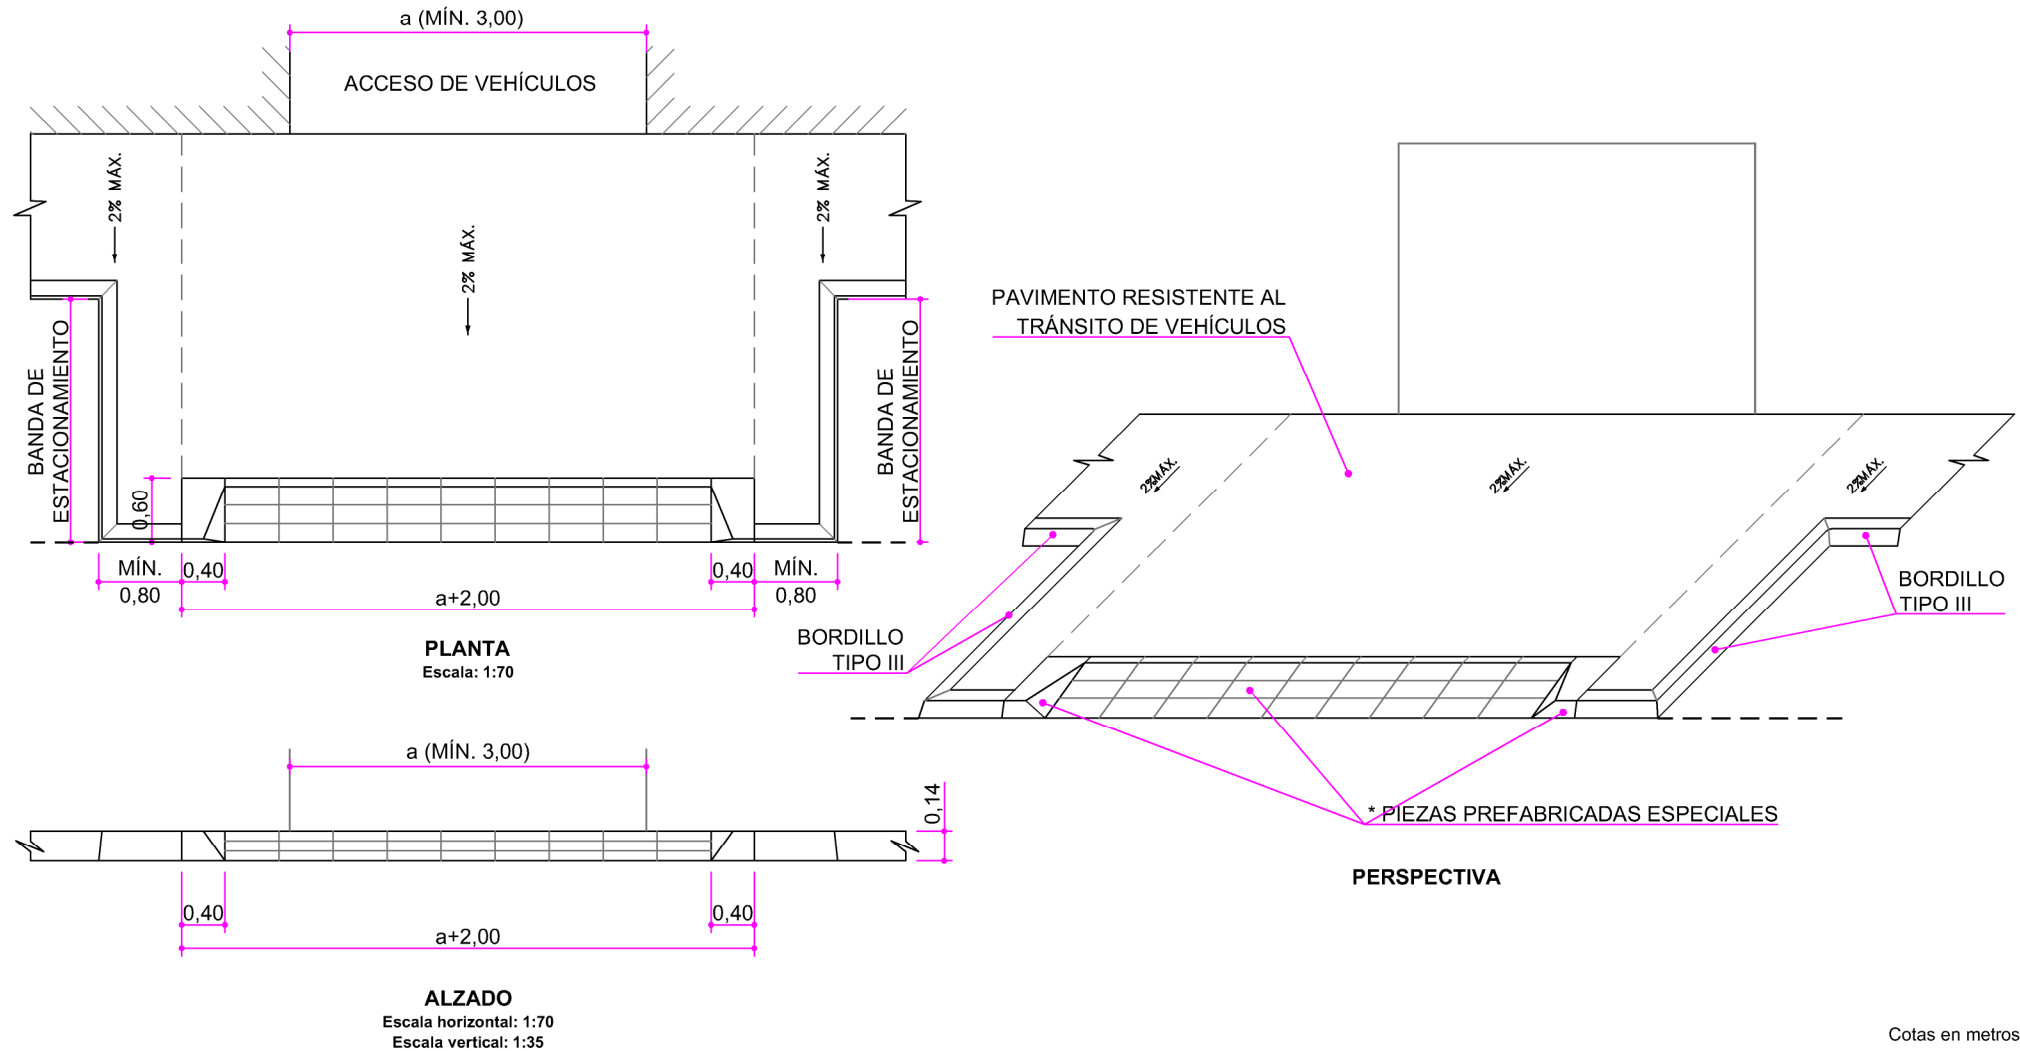 a (MÍN. 3,00)
ACCESO DE VEHÍCULOS
2% MÁX.
2% MÁX.
2% MÁX.
BANDA DE
ESTACIONAMIENTO
BANDA DE
ESTACIONAMIENTO
0,60
MÍN.
0,80
0,40
0,40
MÍN.
0,80
a+2,00
PLANTA
Escala: 1:70
a (MÍN. 3,00)
0,14
0,40
0,40
a+2,00
ALZADO
Escala horizontal: 1:70
Escala vertical: 1:35
PAVIMENTO RESISTENTE AL
TRÁNSITO DE VEHÍCULOS
2%MÁX.
2%MÁX.
2%MÁX.
BORDILLO
TIPO III
BORDILLO
TIPO III
* PIEZAS PREFABRICADAS ESPECIALES
PERSPECTIVA
Cotas en metros